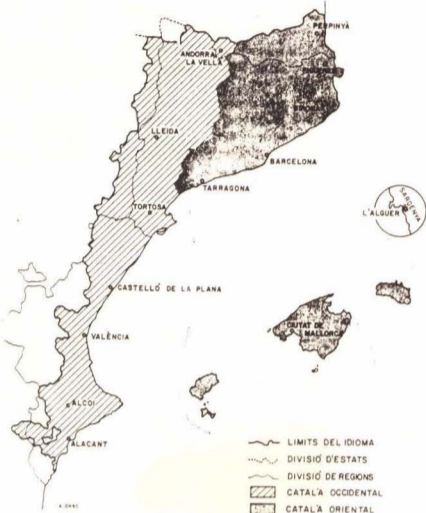 PERPINYÀ
ANDORRA
LA VELLA
LLEIDA
BARCELONA
TARRAGONA
TORTOSA
SARDENYA
L'ALGUER
CASTELLÓ DE LA PLANA
CIUTAT DE
MALLORCA
VALÈNCIA
ALCOI
ALACANT
LIMITS DEL IDIOMA
DIVISIÓ D'ESTATS
DIVISIÓ DE REGIONS
CATALÀ OCCIDENTAL
CATALÀ ORIENTAL